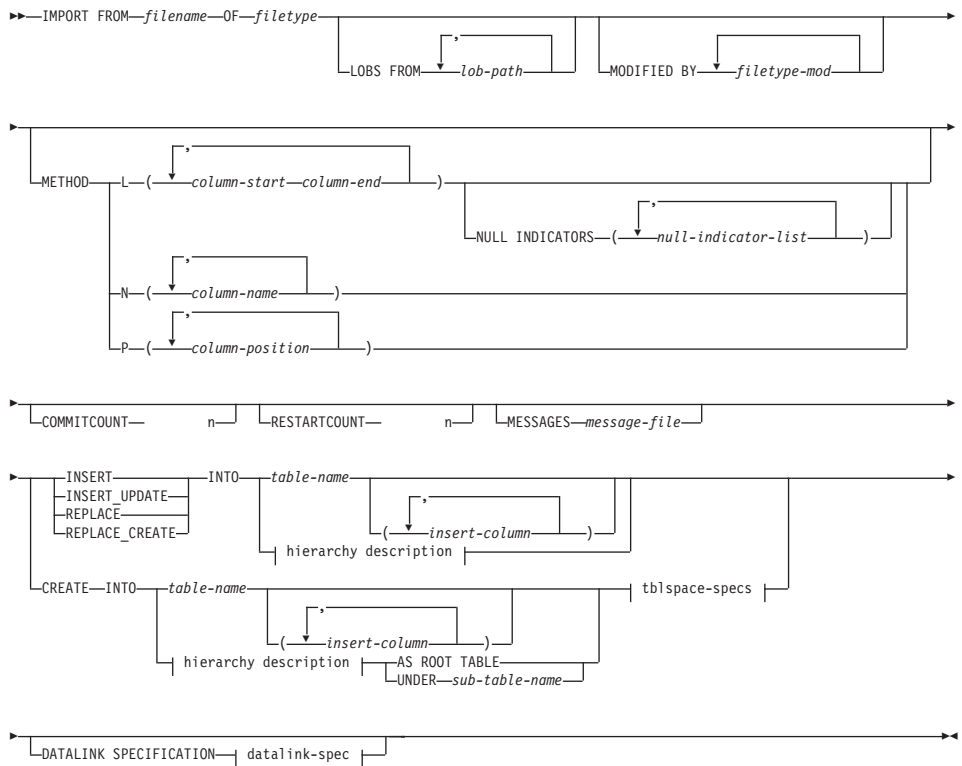 IMPORT FROM filename OF filetype
,
LOBS FROM lob-path
,
MODIFIED BY filetype-mod
METHOD L ( column-start column-end )
,
NULL INDICATORS ( null-indicator-list )
,
N ( column-name )
,
P ( column-position )
,
COMMITCOUNT n RESTARTCOUNT n MESSAGES message-file
INSERT INTO table-name
INSERT_UPDATE
REPLACE
REPLACE_CREATE
( insert-column )
,
hierarchy description
CREATE INTO table-name tblspace-specs
( insert-column )
,
hierarchy description AS ROOT TABLE
UNDER sub-table-name
DATALINK SPECIFICATION datalink-spec